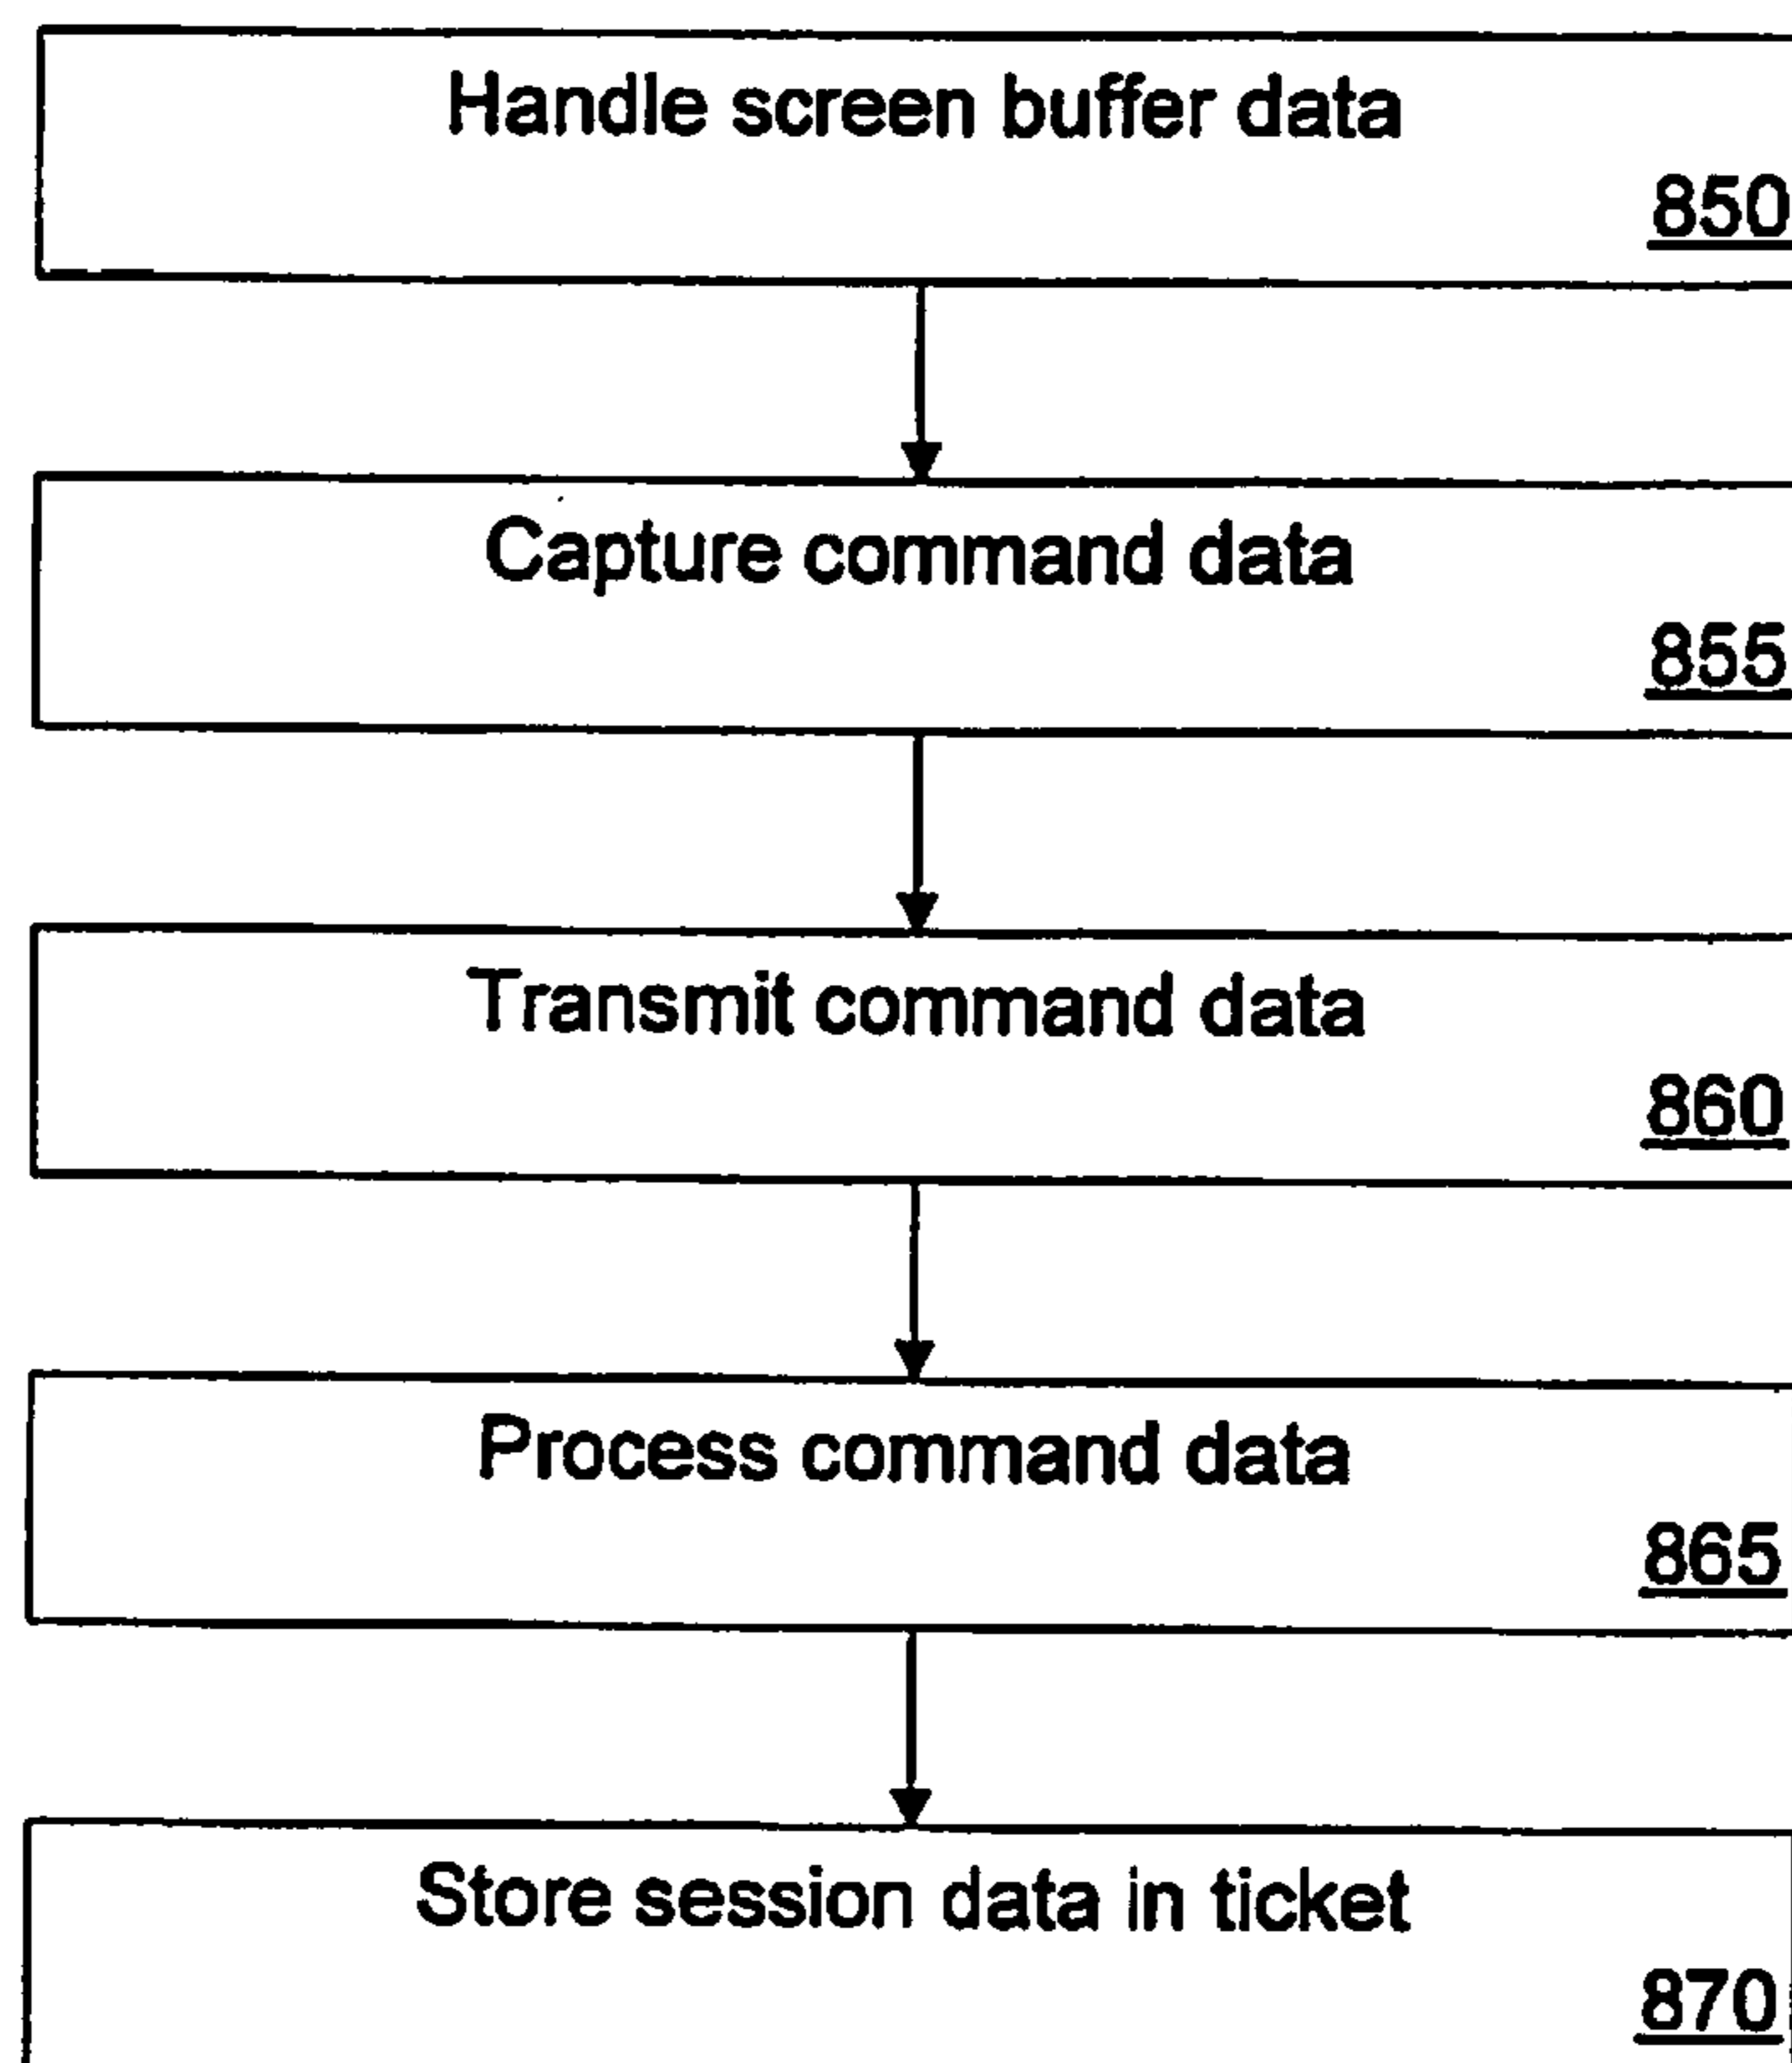 Handle screen buffer data
850
Capture command data
855
Transmit command data
860
Process command data
865
Store session data in ticket
870